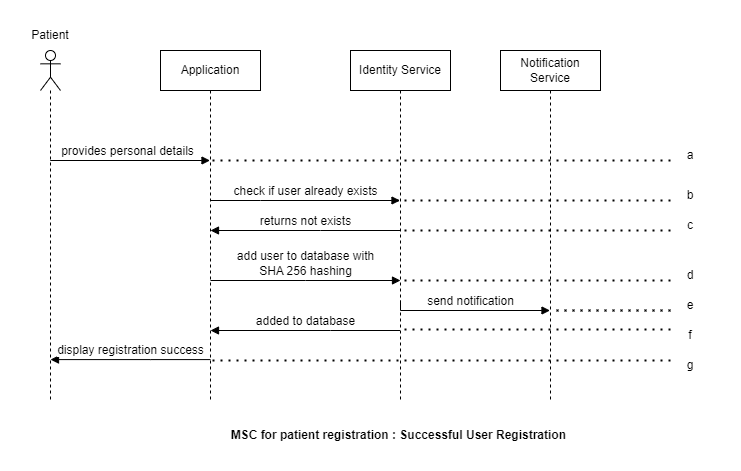 Patient
Application
Identity Service
Notification
Service
provides personal details
a
check if user already exists
b
returns not exists
c
add user to database with
SHA 256 hashing
d
send notification
e
added to database
f
display registration success
g
MSC for patient registration : Successful User Registration